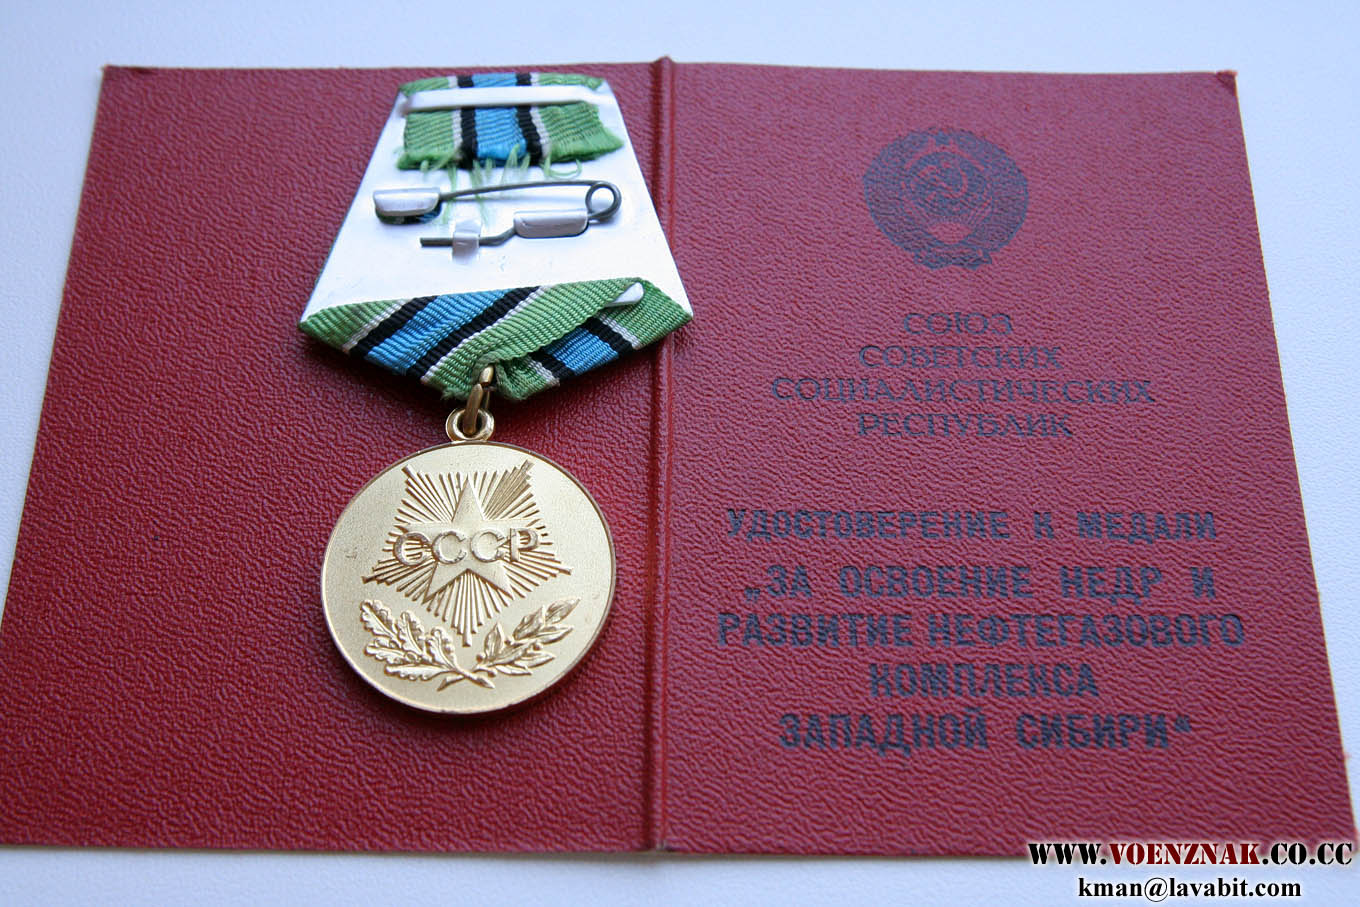 СССР
СОЮЗ
СОВЕТСКИХ
СОЦИАЛИСТИЧЕСКИХ
РЕСПУБЛИК
УДОСТОВЕРЕНИЕ К МЕДАЛИ
„ЗА ОСВОЕНИЕ НЕДР И
РАЗВИТИЕ НЕФТЕГАЗОВОГО
КОМПЛЕКСА
ЗАПАДНОЙ СИБИРИ“
WWW.VOENZNAK.CO.CC
kman@lavabit.com